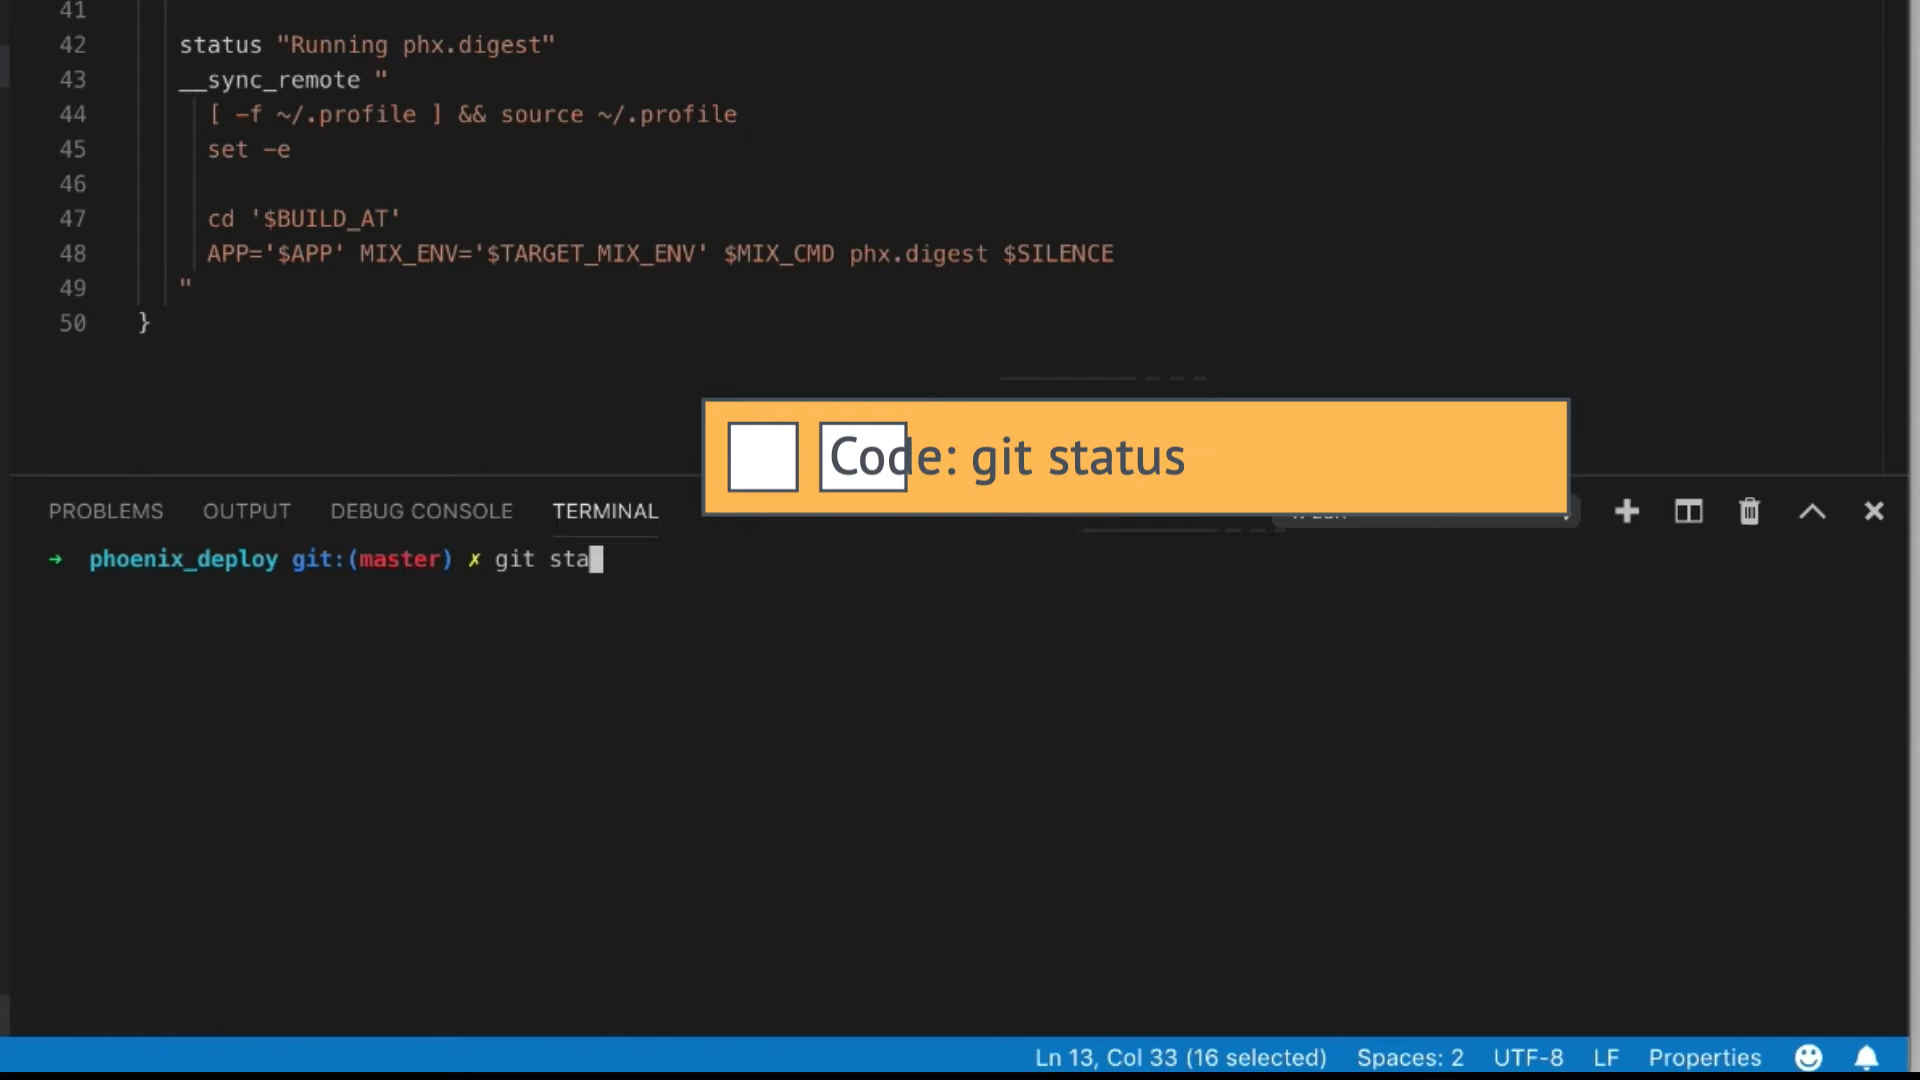 41
42 status "Running phx.digest"
43 __sync_remote "
44 [ -f ~/.profile ] && source ~/.profile
45 set -e
46
47 cd '$BUILD_AT'
48 APP='$APP' MIX_ENV='$TARGET_MIX_ENV' $MIX_CMD phx.digest $SILENCE
49 "
50 }
Code: git status
PROBLEMS OUTPUT DEBUG CONSOLE TERMINAL
→ phoenix_deploy git:(master) ✗ git sta
Ln 13, Col 33 (16 selected) Spaces: 2 UTF-8 LF Properties